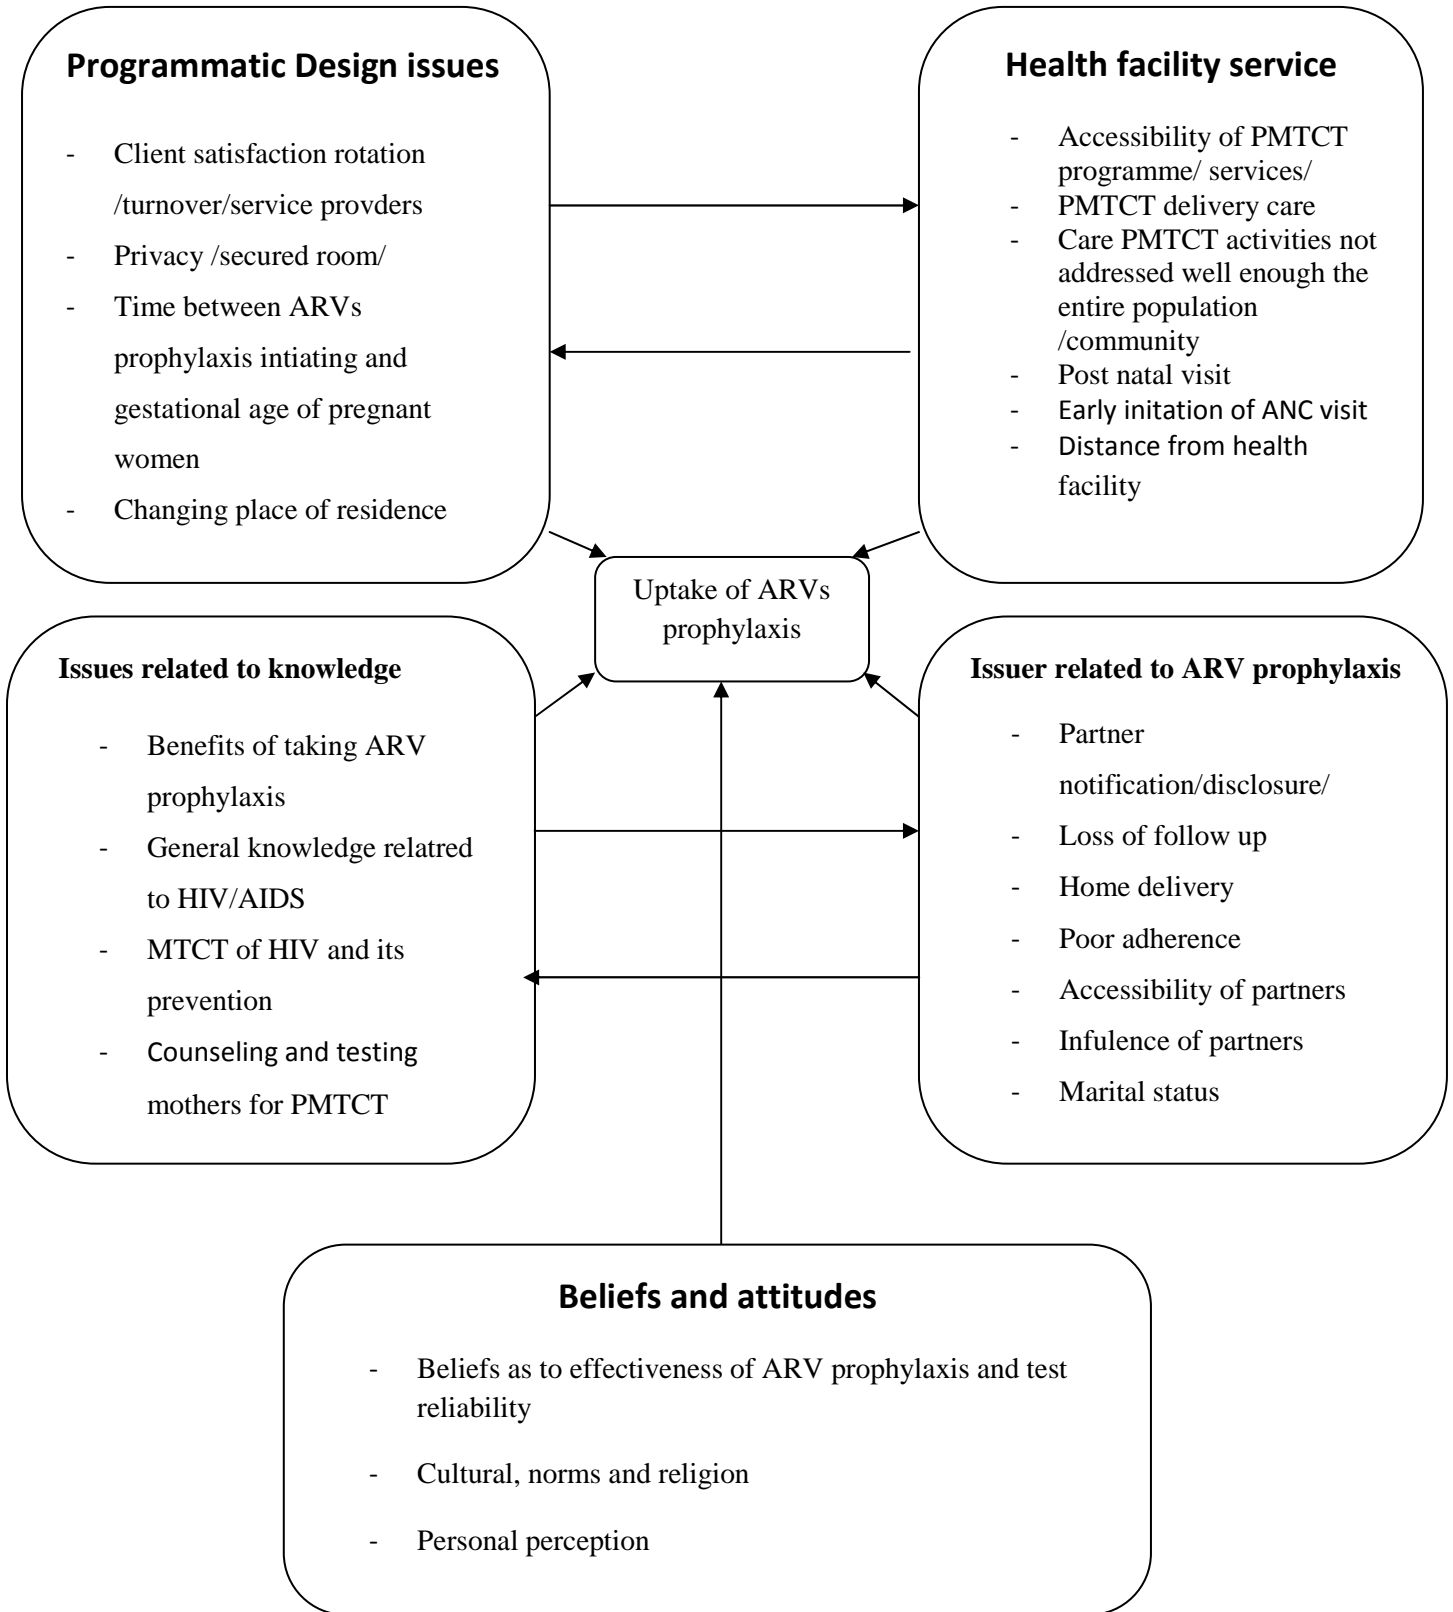 Programmatic Design issues
- Client satisfaction rotation
/turnover/service provders
- Privacy /secured room/
- Time between ARVs
prophylaxis intiating and
gestational age of pregnant
women
- Changing place of residence
Health facility service
- Accessibility of PMTCT
programme/ services/
- PMTCT delivery care
- Care PMTCT activities not
addressed well enough the
entire population
/community
- Post natal visit
- Early initation of ANC visit
- Distance from health
facility
Uptake of ARVs
prophylaxis
Issues related to knowledge
- Benefits of taking ARV
prophylaxis
- General knowledge relatred
to HIV/AIDS
- MTCT of HIV and its
prevention
- Counseling and testing
mothers for PMTCT
Issuer related to ARV prophylaxis
- Partner
notification/disclosure/
- Loss of follow up
- Home delivery
- Poor adherence
- Accessibility of partners
- Infulence of partners
- Marital status
Beliefs and attitudes
- Beliefs as to effectiveness of ARV prophylaxis and test
reliability
- Cultural, norms and religion
- Personal perception